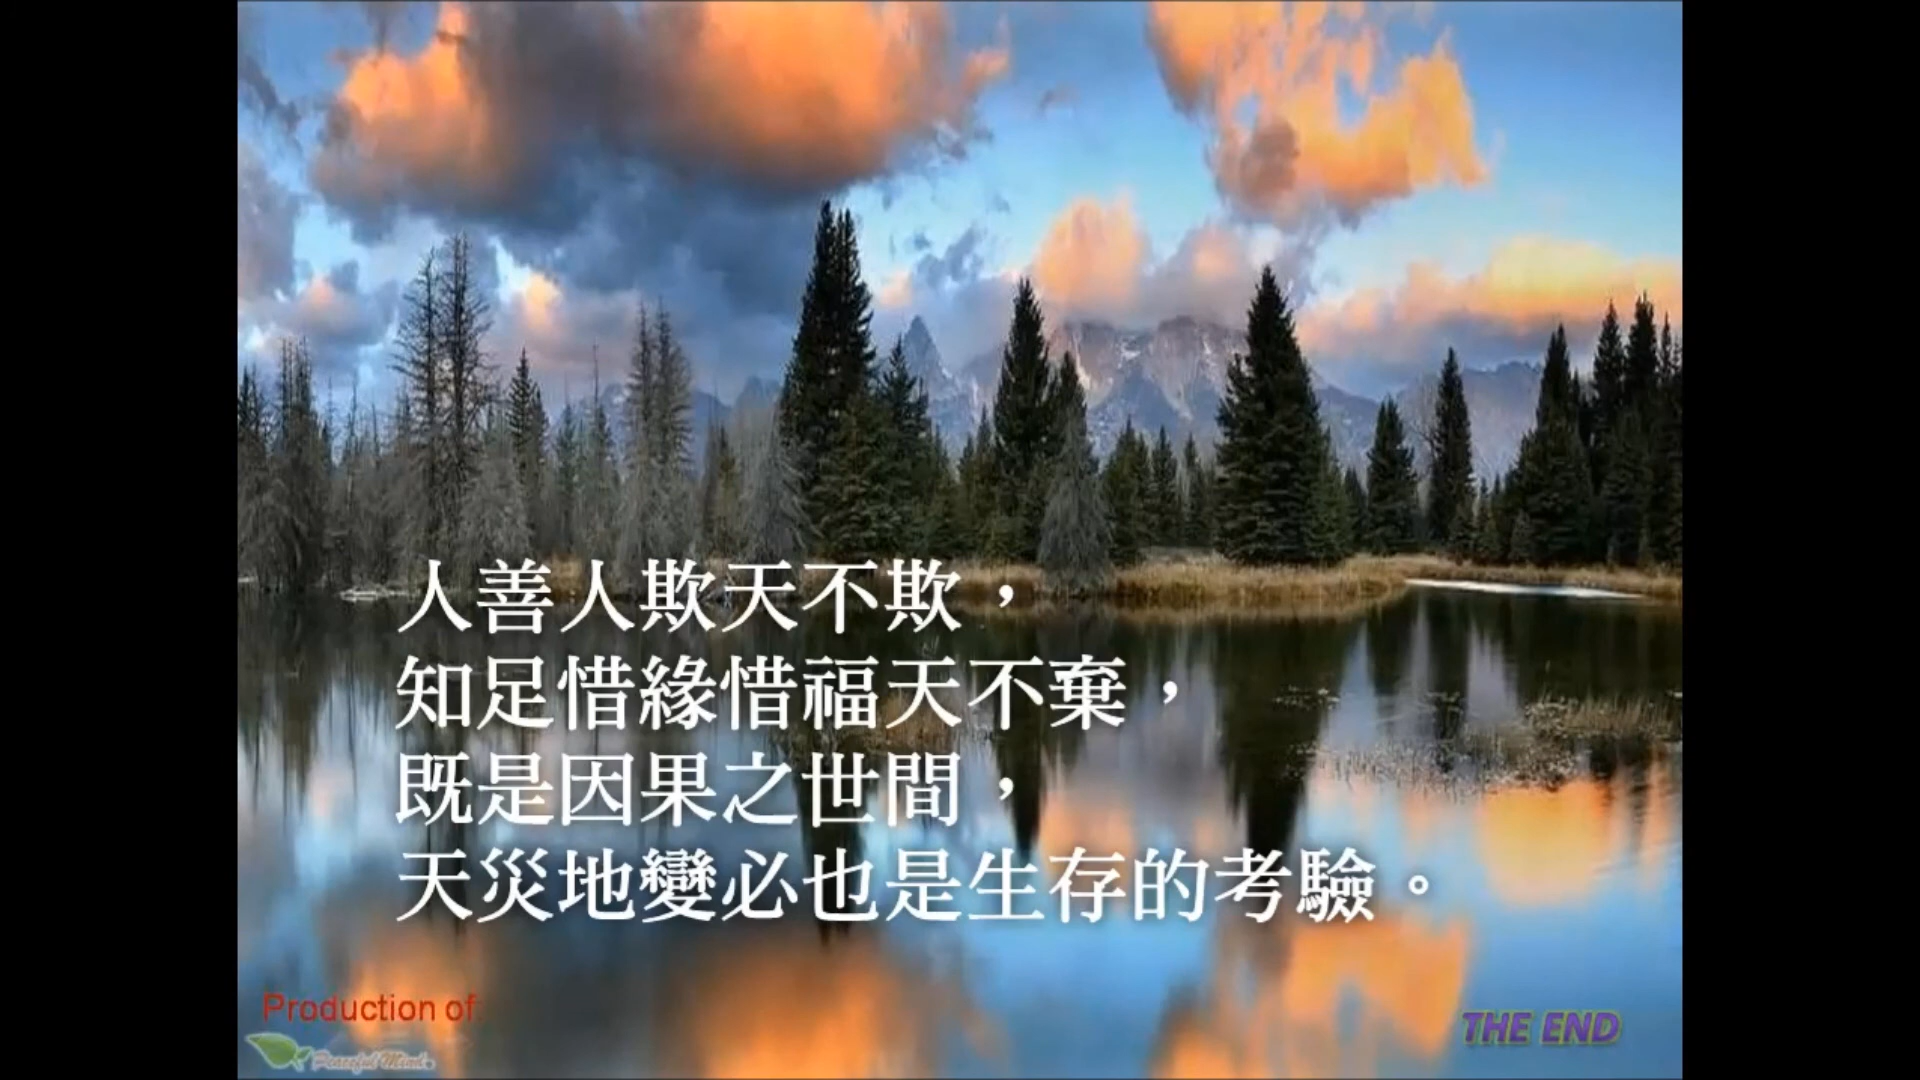 人善人欺天不欺，
知足惜緣惜福天不棄，
既是因果之世間，
天災地變必也是生存的考驗。
Production of:
Peaceful Mind
THE END